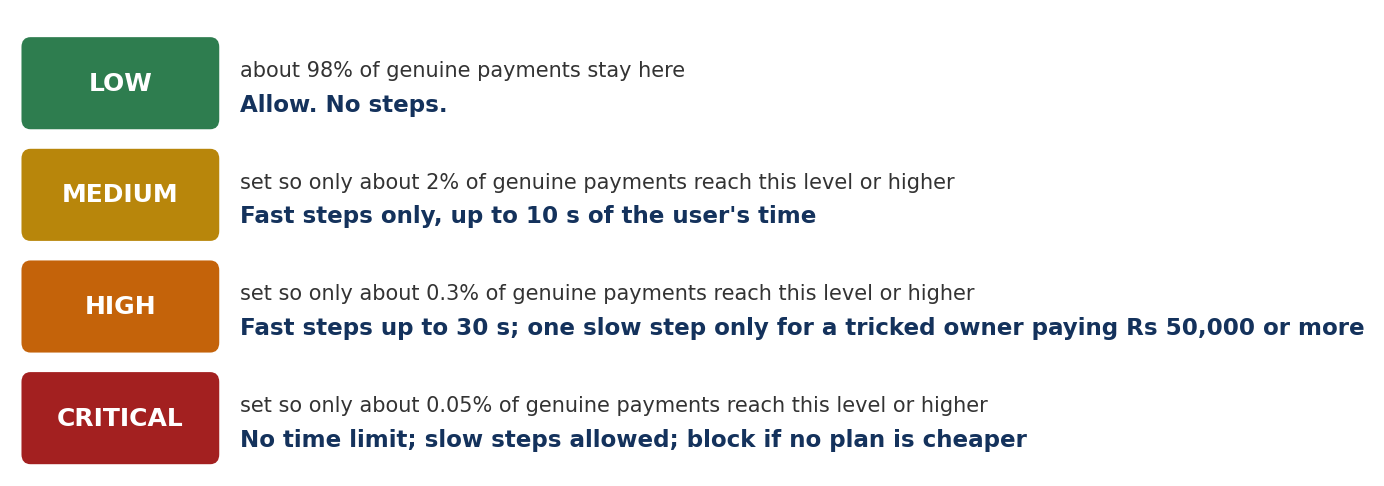 LOW
about 98% of genuine payments stay here
Allow. No steps.
MEDIUM
set so only about 2% of genuine payments reach this level or higher
Fast steps only, up to 10 s of the user's time
HIGH
set so only about 0.3% of genuine payments reach this level or higher
Fast steps up to 30 s; one slow step only for a tricked owner paying Rs 50,000 or more
CRITICAL
set so only about 0.05% of genuine payments reach this level or higher
No time limit; slow steps allowed; block if no plan is cheaper